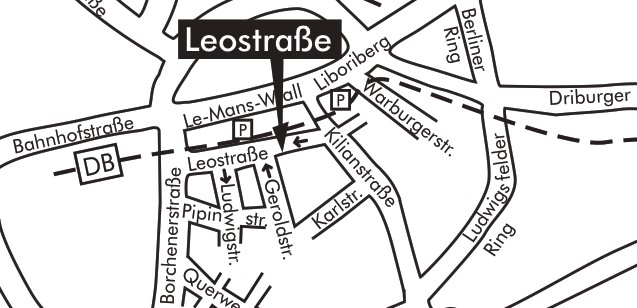 ße
Leostraße
Liboriberg
Berliner
Ring
Le-Mans-Wall
P
P
Driburger
Bahnhofstraße
Warburgerstr.
DB
Leostraße
Kilianstraße
Borchenerstraße
Ludwigstr.
Geroldstr.
Pipin str.
Karlstr.
Ludwigsfelder
Ring
Querwe